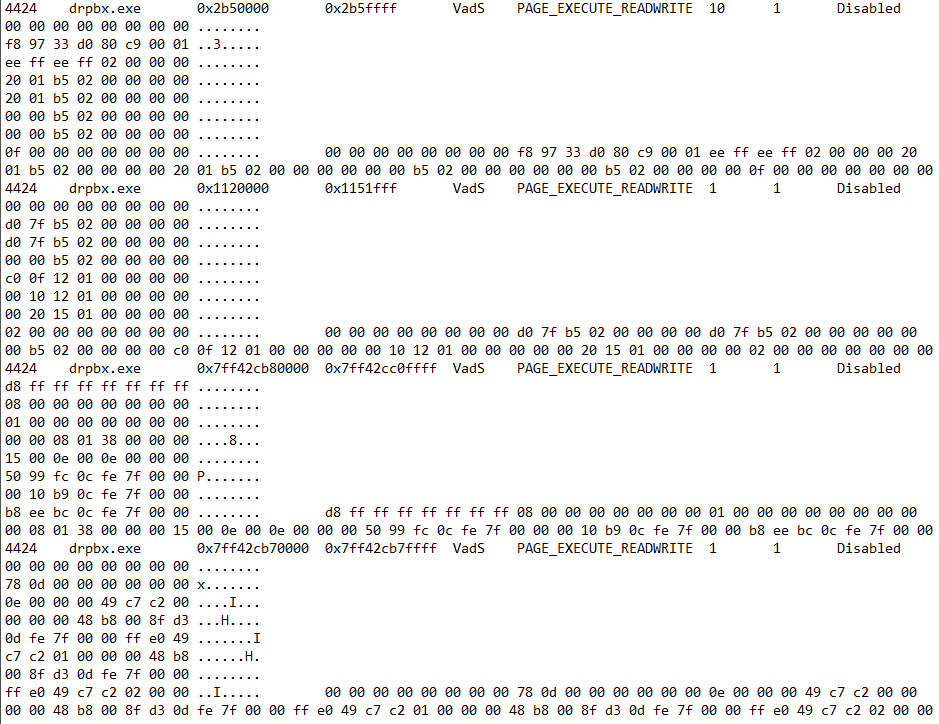 4424 drpbx.exe 0x2b50000 0x2b5ffff VadS PAGE_EXECUTE_READWRITE 10 1 Disabled
00 00 00 00 00 00 00 00 ........
f8 97 33 d0 80 c9 00 01 ..3.....
ee ff ee ff 02 00 00 00 ........
20 01 b5 02 00 00 00 00 ........
20 01 b5 02 00 00 00 00 ........
00 00 b5 02 00 00 00 00 ........
00 00 b5 02 00 00 00 00 ........
0f 00 00 00 00 00 00 00 ........ 00 00 00 00 00 00 00 00 f8 97 33 d0 80 c9 00 01 ee ff ee ff 02 00 00 00 20
01 b5 02 00 00 00 00 20 01 b5 02 00 00 00 00 00 00 b5 02 00 00 00 00 00 00 b5 02 00 00 00 00 0f 00 00 00 00 00 00 00
4424 drpbx.exe 0x1120000 0x1151fff VadS PAGE_EXECUTE_READWRITE 1 1 Disabled
00 00 00 00 00 00 00 00 ........
d0 7f b5 02 00 00 00 00 ........
d0 7f b5 02 00 00 00 00 ........
00 00 b5 02 00 00 00 00 ........
c0 0f 12 01 00 00 00 00 ........
00 10 12 01 00 00 00 00 ........
00 20 15 01 00 00 00 00 ........
02 00 00 00 00 00 00 00 ........ 00 00 00 00 00 00 00 00 d0 7f b5 02 00 00 00 00 d0 7f b5 02 00 00 00 00 00
00 b5 02 00 00 00 00 c0 0f 12 01 00 00 00 00 00 10 12 01 00 00 00 00 00 20 15 01 00 00 00 00 02 00 00 00 00 00 00 00
4424 drpbx.exe 0x7ff42cb80000 0x7ff42cc0ffff VadS PAGE_EXECUTE_READWRITE 1 1 Disabled
d8 ff ff ff ff ff ff ff ........
08 00 00 00 00 00 00 00 ........
01 00 00 00 00 00 00 00 ........
00 00 08 01 38 00 00 00 ....8...
15 00 0e 00 0e 00 00 00 ........
50 99 fc 0c fe 7f 00 00 P.......
00 10 b9 0c fe 7f 00 00 ........
b8 ee bc 0c fe 7f 00 00 ........ d8 ff ff ff ff ff ff ff 08 00 00 00 00 00 00 00 01 00 00 00 00 00 00 00 00
00 08 01 38 00 00 00 15 00 0e 00 0e 00 00 00 50 99 fc 0c fe 7f 00 00 00 10 b9 0c fe 7f 00 00 b8 ee bc 0c fe 7f 00 00
4424 drpbx.exe 0x7ff42cb70000 0x7ff42cb7ffff VadS PAGE_EXECUTE_READWRITE 1 1 Disabled
00 00 00 00 00 00 00 00 ........
78 0d 00 00 00 00 00 00 x.......
0e 00 00 00 49 c7 c2 00 ....I...
00 00 00 48 b8 00 8f d3 ...H....
0d fe 7f 00 00 ff e0 49 .......I
c7 c2 01 00 00 00 48 b8 ......H.
00 8f d3 0d fe 7f 00 00 ........
ff e0 49 c7 c2 02 00 00 ..I..... 00 00 00 00 00 00 00 00 78 0d 00 00 00 00 00 00 0e 00 00 00 49 c7 c2 00 00
00 00 48 b8 00 8f d3 0d fe 7f 00 00 ff e0 49 c7 c2 01 00 00 00 48 b8 00 8f d3 0d fe 7f 00 00 ff e0 49 c7 c2 02 00 00